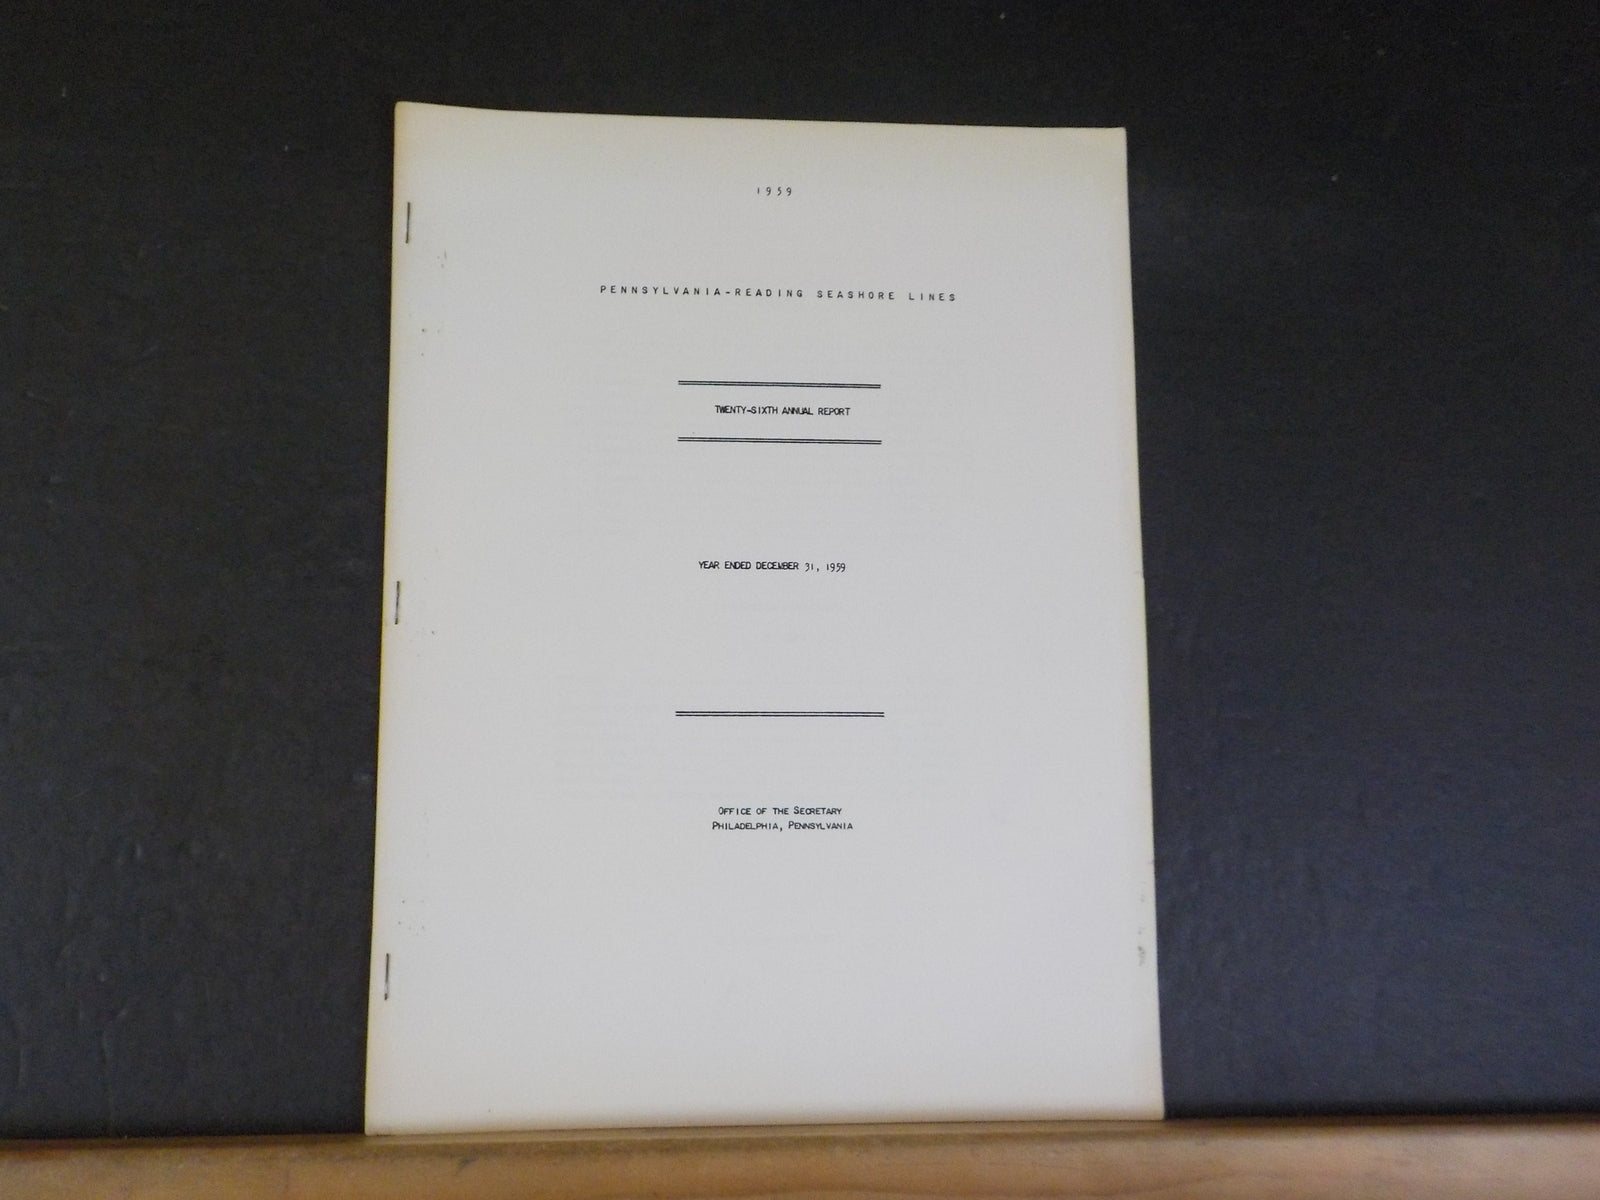 1959
PENNSYLVANIA-READING SEASHORE LINES
TWENTY-SIXTH ANNUAL REPORT
YEAR ENDED DECEMBER 31, 1959
OFFICE OF THE SECRETARY
PHILADELPHIA, PENNSYLVANIA